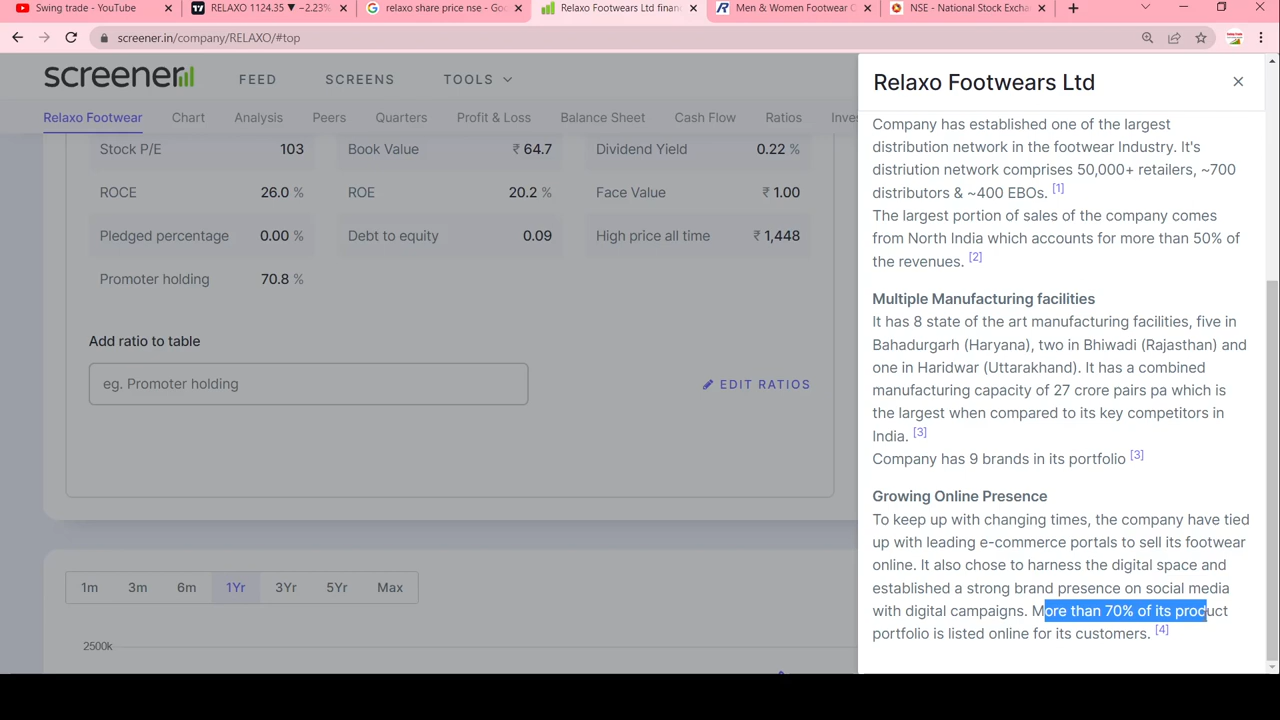 Swing trade - YouTube
RELAXO 1124.35 ▼ −2.23%
relaxo share price nse - Goo
Relaxo Footwears Ltd financ
Men & Women Footwear C
NSE - National Stock Exchan
screener.in/company/RELAXO/#top
screener
FEED
SCREENS
TOOLS
Relaxo Footwear
Chart
Analysis
Peers
Quarters
Profit & Loss
Balance Sheet
Cash Flow
Ratios
Inves
Stock P/E 103
Book Value ₹ 64.7
Dividend Yield 0.22 %
ROCE 26.0 %
ROE 20.2 %
Face Value ₹ 1.00
Pledged percentage 0.00 %
Debt to equity 0.09
High price all time ₹ 1,448
Promoter holding 70.8 %
Add ratio to table
eg. Promoter holding
EDIT RATIOS
1m 3m 6m 1Yr 3Yr 5Yr Max
2500k
Relaxo Footwears Ltd
Company has established one of the largest
distribution network in the footwear Industry. It's
distriution network comprises 50,000+ retailers, ~700
distributors & ~400 EBOs. [1]
The largest portion of sales of the company comes
from North India which accounts for more than 50% of
the revenues. [2]
Multiple Manufacturing facilities
It has 8 state of the art manufacturing facilities, five in
Bahadurgarh (Haryana), two in Bhiwadi (Rajasthan) and
one in Haridwar (Uttarakhand). It has a combined
manufacturing capacity of 27 crore pairs pa which is
the largest when compared to its key competitors in
India. [3]
Company has 9 brands in its portfolio [3]
Growing Online Presence
To keep up with changing times, the company have tied
up with leading e-commerce portals to sell its footwear
online. It also chose to harness the digital space and
established a strong brand presence on social media
with digital campaigns. More than 70% of its product
portfolio is listed online for its customers. [4]